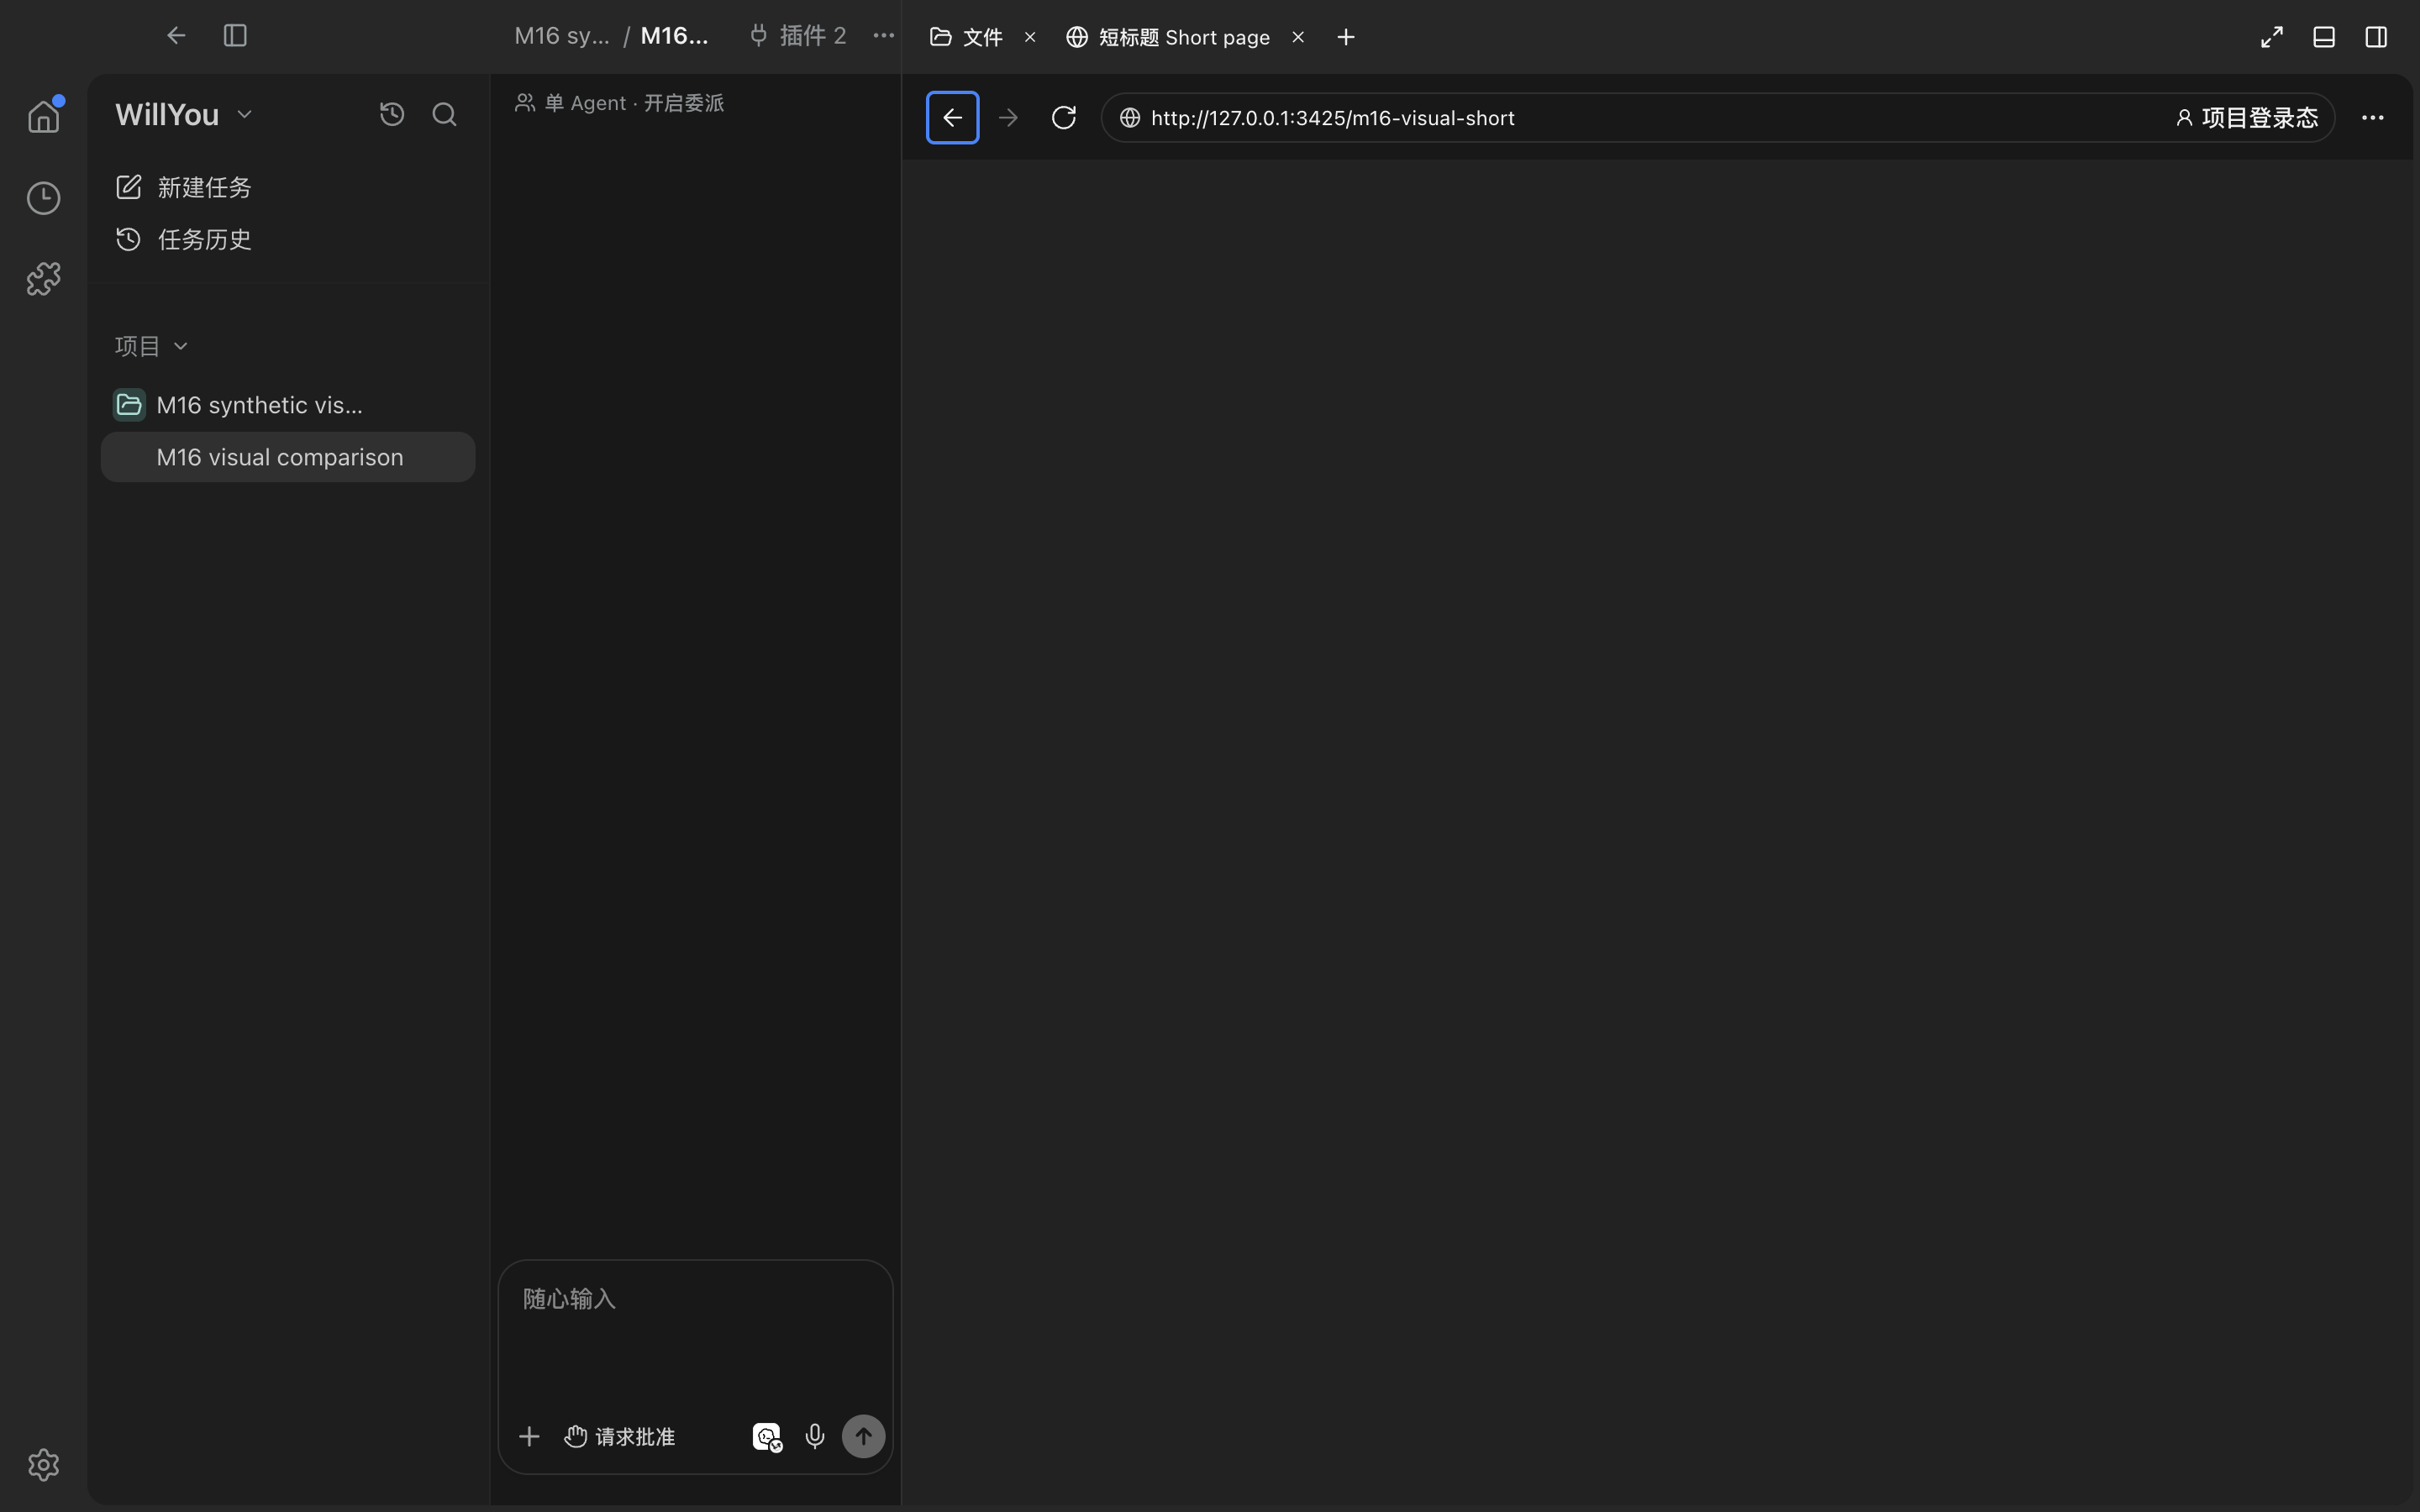 M16 sy... / M16... 插件 2
文件
短标题 Short page
WillYou
单 Agent · 开启委派
http://127.0.0.1:3425/m16-visual-short
项目登录态
新建任务
任务历史
项目
M16 synthetic vis...
M16 visual comparison
随心输入
请求批准